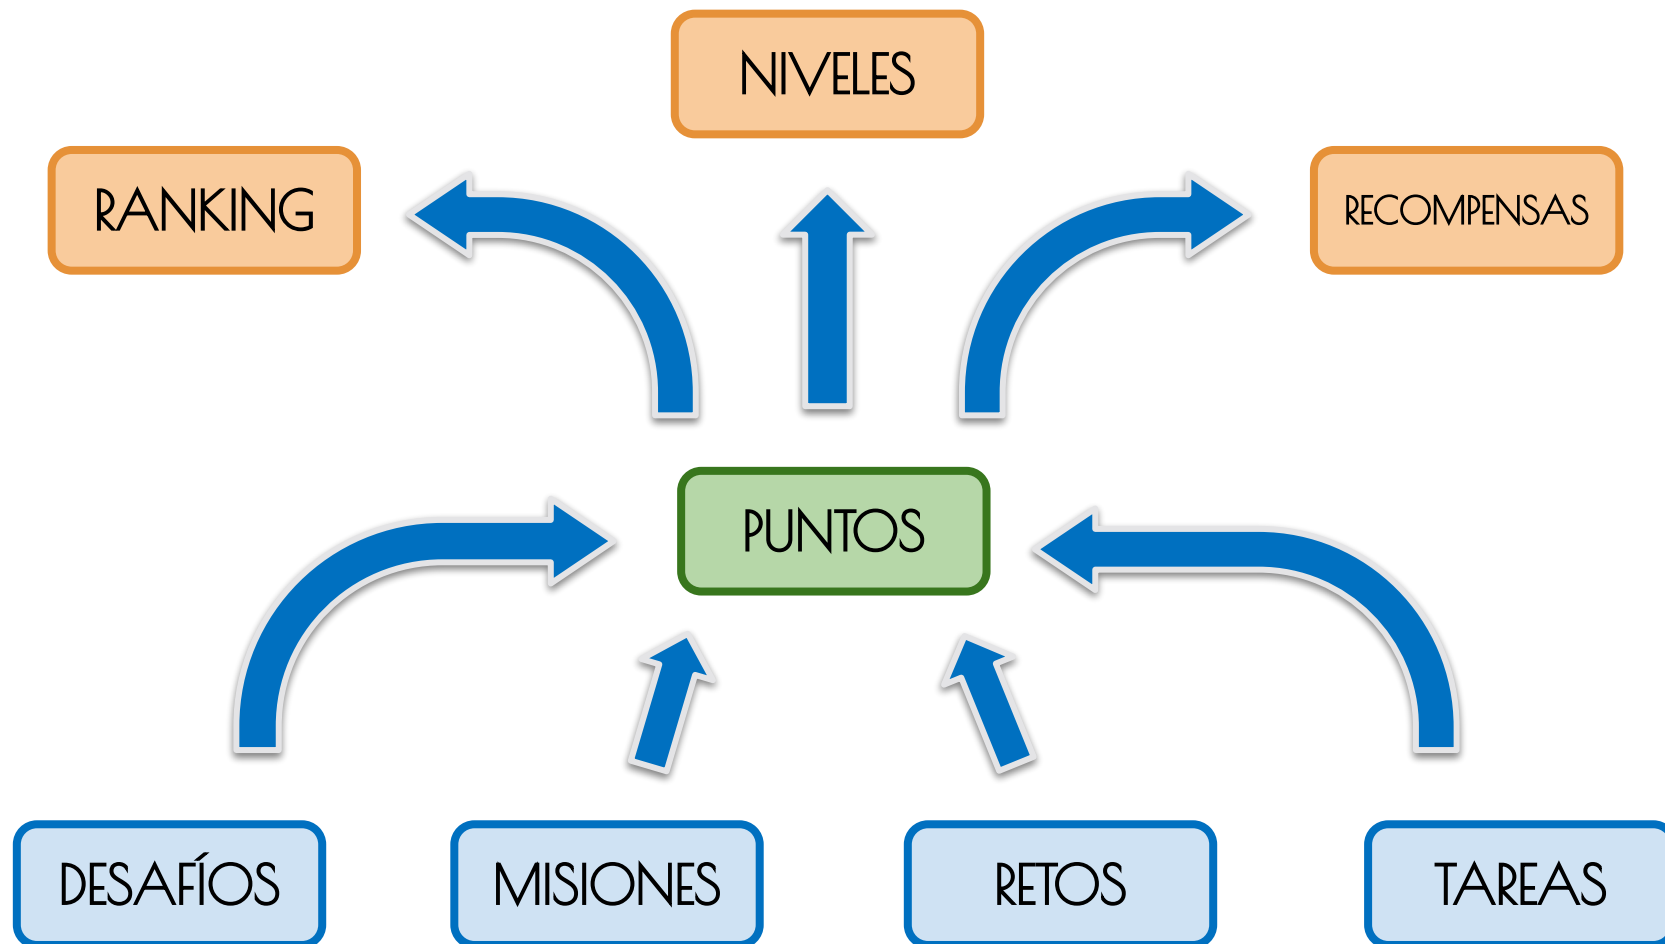 NIVELES
RANKING
RECOMPENSAS
PUNTOS
DESAFÍOS
MISIONES
RETOS
TAREAS